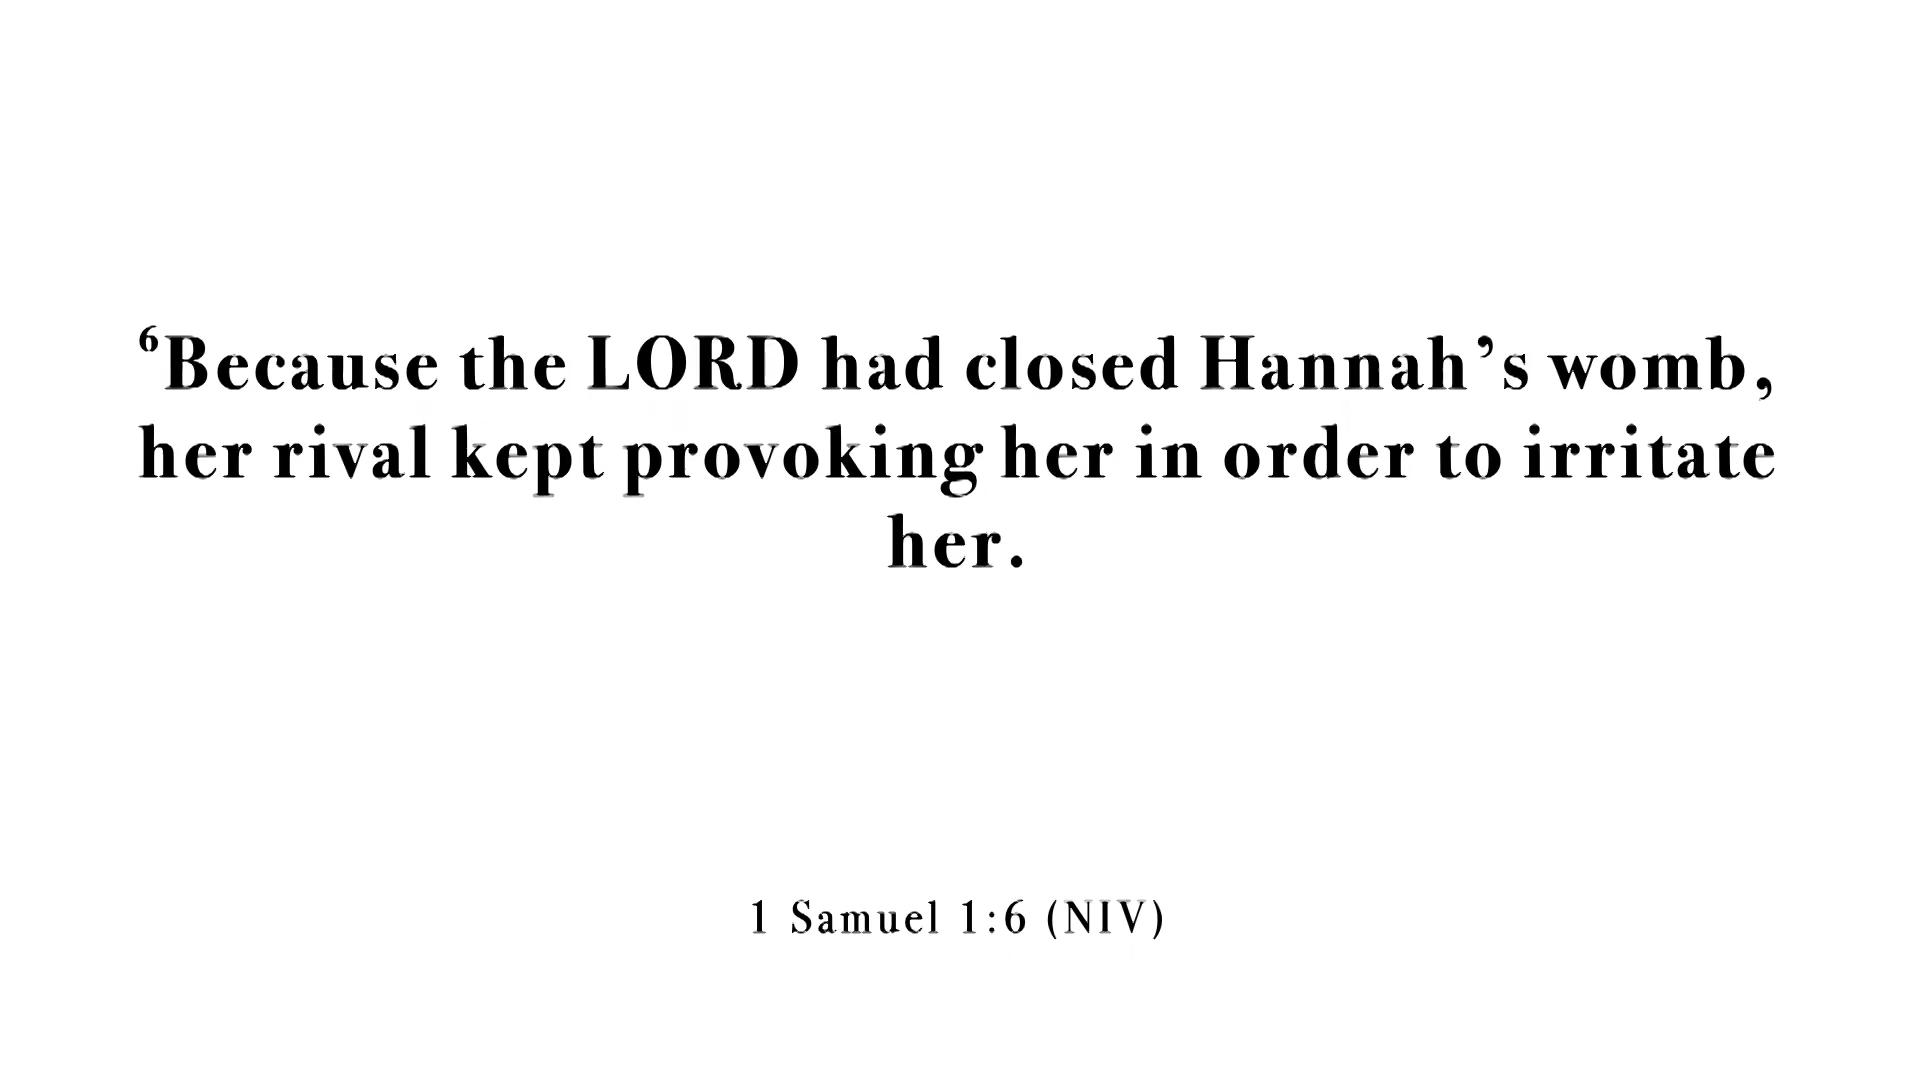 ⁶Because the LORD had closed Hannah’s womb,
her rival kept provoking her in order to irritate
her.
1 Samuel 1:6 (NIV)